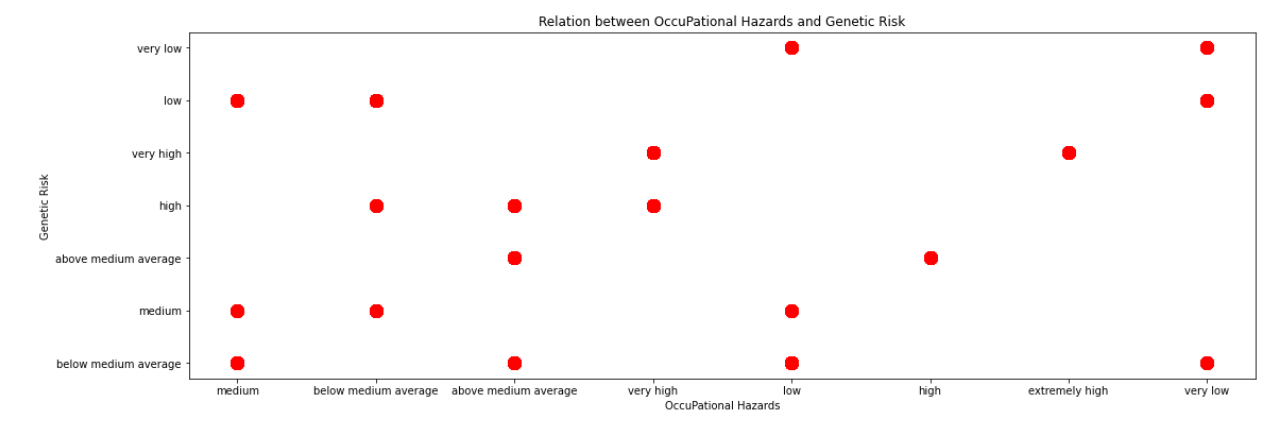 Relation between OccuPational Hazards and Genetic Risk
very low
low
very high
high
above medium average
medium
below medium average
Genetic Risk
medium below medium average above medium average very high low high extremely high very low
OccuPational Hazards